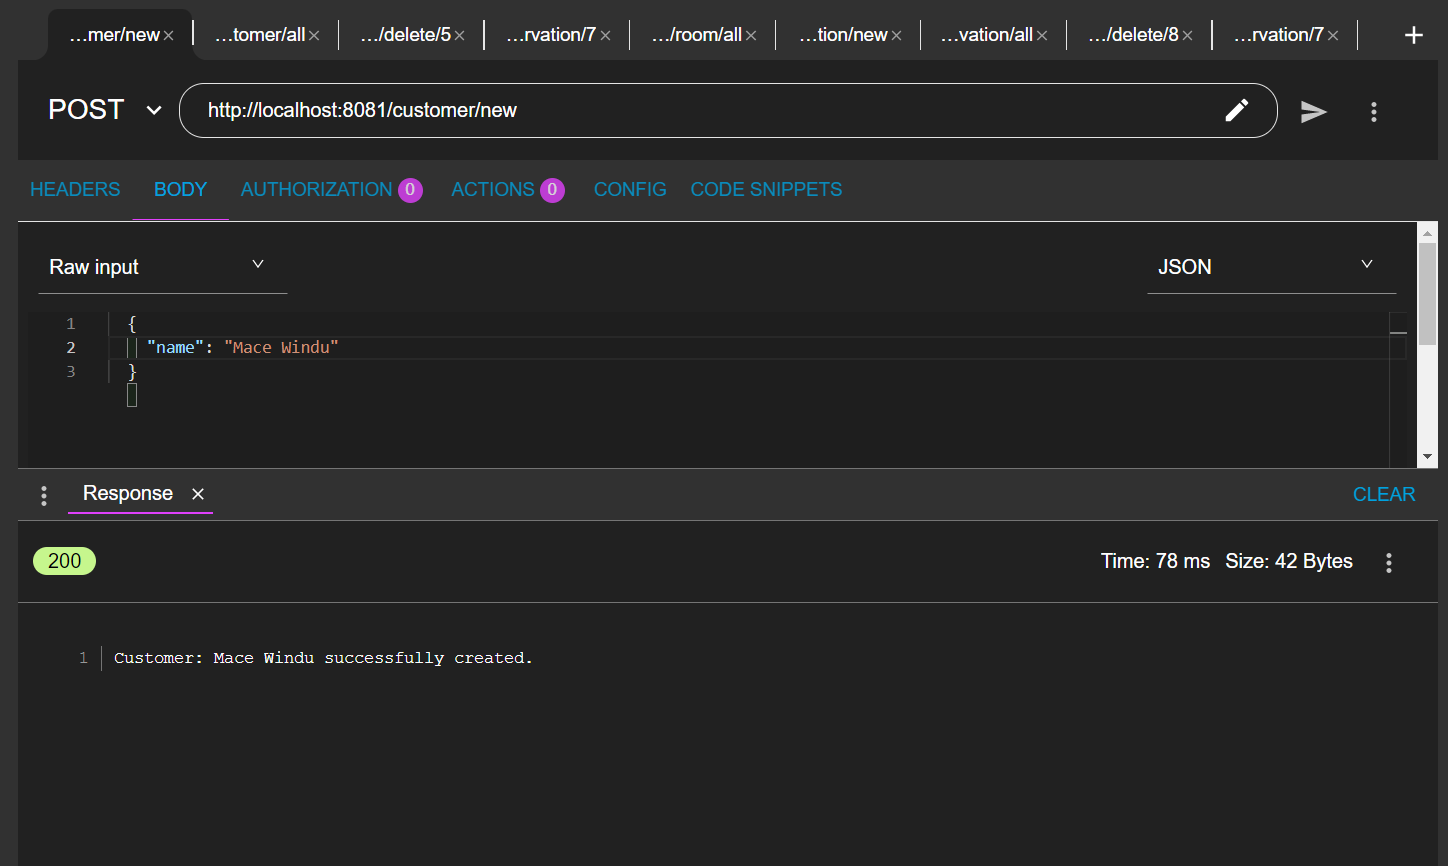 …mer/new × …tomer/all × …/delete/5 × …rvation/7 × …/room/all × …tion/new × …vation/all × …/delete/8 × …rvation/7 × +
POST http://localhost:8081/customer/new
HEADERS BODY AUTHORIZATION 0 ACTIONS 0 CONFIG CODE SNIPPETS
Raw input JSON
1 {
2 "name": "Mace Windu"
3 }
Response × CLEAR
200 Time: 78 ms Size: 42 Bytes
1 Customer: Mace Windu successfully created.